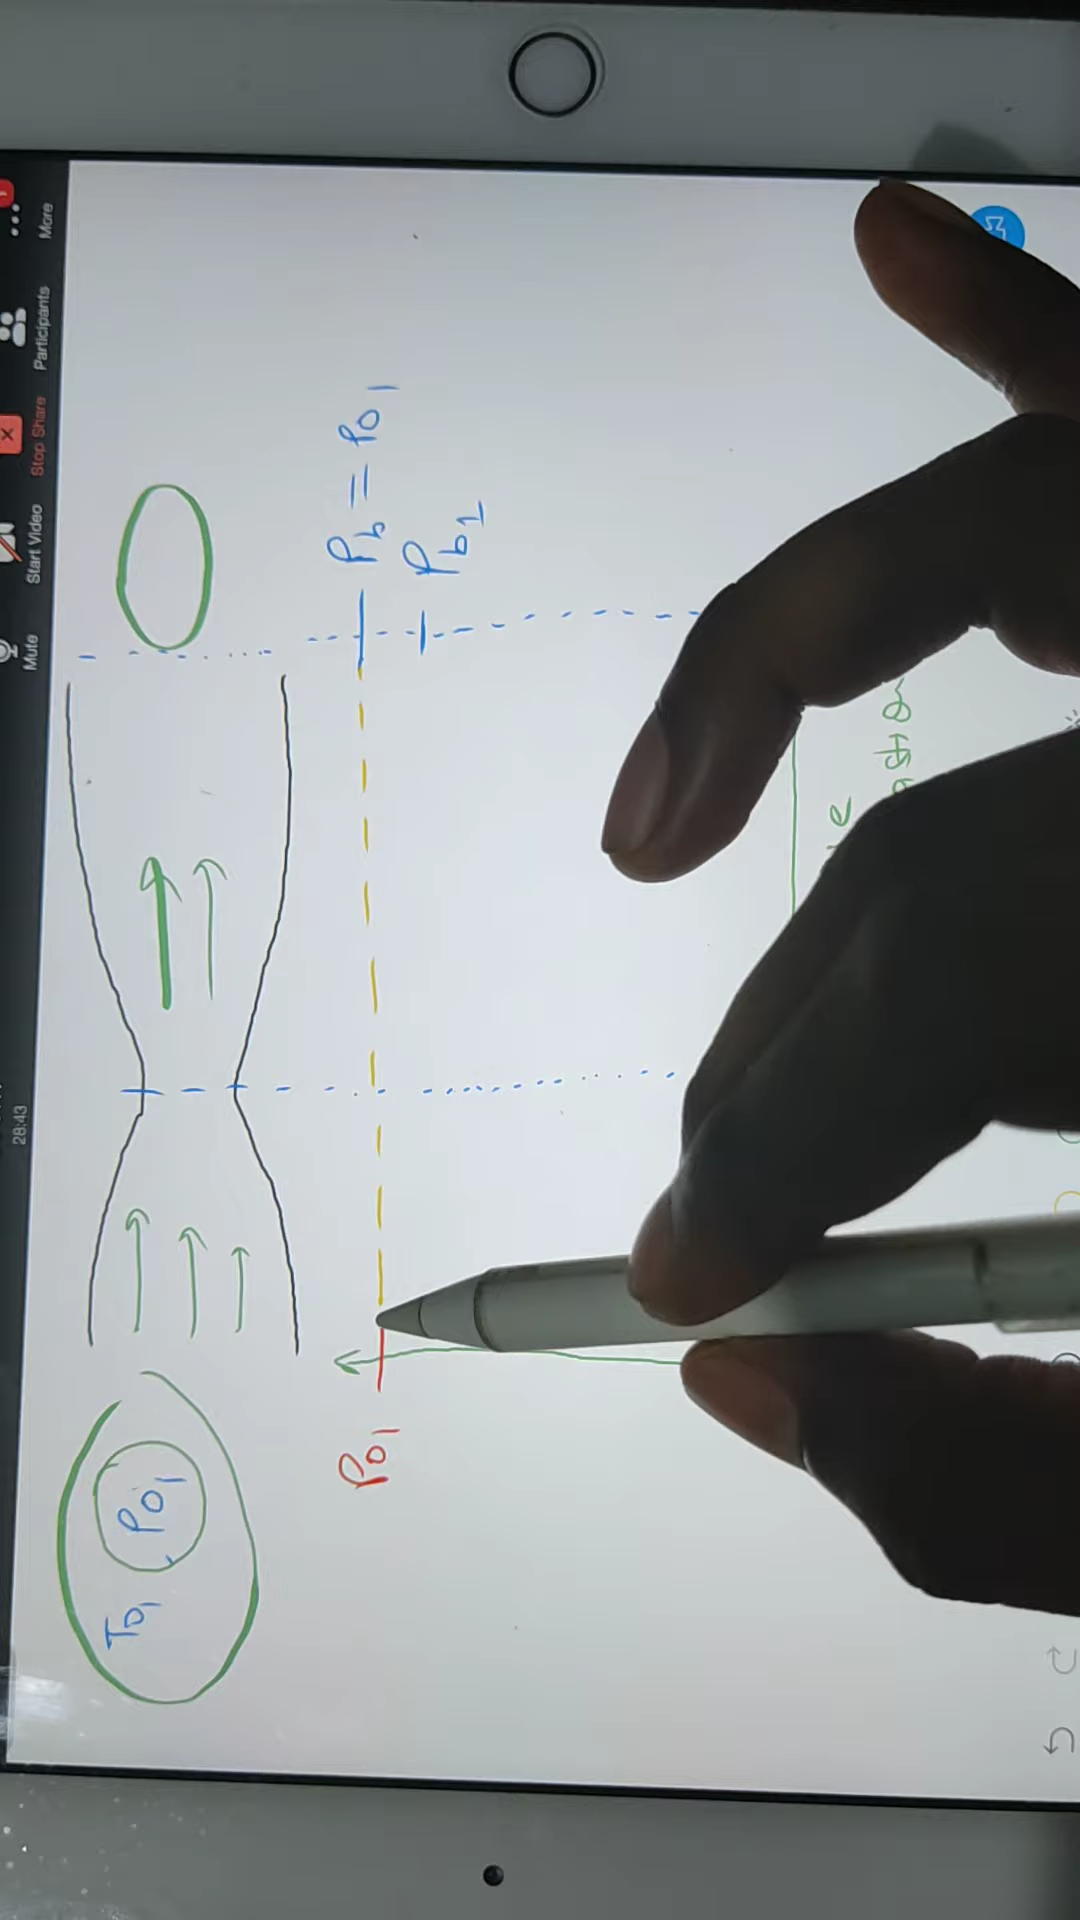 More
Participants
Stop Share
Start Video
Mute
28:43
T01 P01
P01
Pb = P01
Pb1